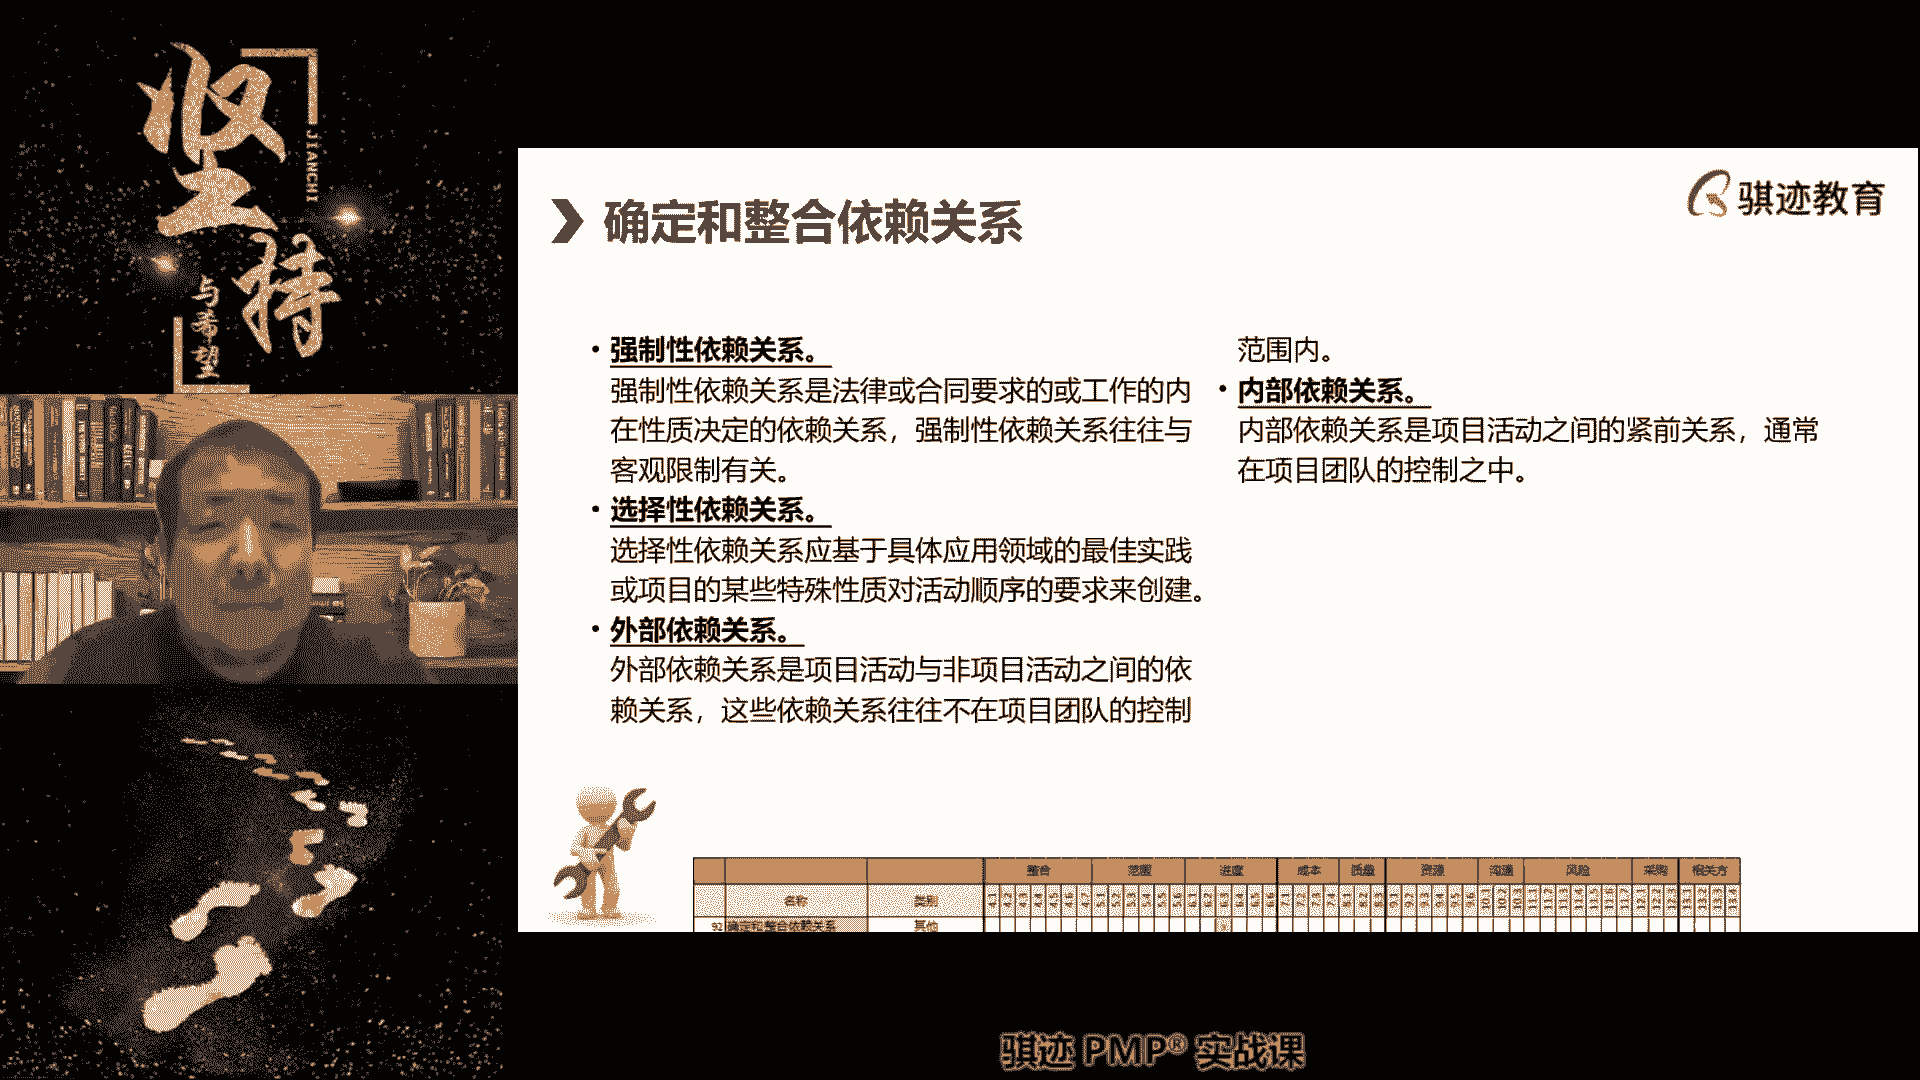 坚持
JIANCHI
与希望
骐迹教育
确定和整合依赖关系
• 强制性依赖关系。
强制性依赖关系是法律或合同要求的或工作的内
在性质决定的依赖关系，强制性依赖关系往往与
客观限制有关。
• 选择性依赖关系。
选择性依赖关系应基于具体应用领域的最佳实践
或项目的某些特殊性质对活动顺序的要求来创建。
• 外部依赖关系。
外部依赖关系是项目活动与非项目活动之间的依
赖关系，这些依赖关系往往不在项目团队的控制
范围内。
• 内部依赖关系。
内部依赖关系是项目活动之间的紧前关系，通常
在项目团队的控制之中。
整合 范围 进度 成本 质量 资源 沟通 风险 采购 相关方
名称 类别
92 确定和整合依赖关系 其他
骐迹 PMP® 实战课